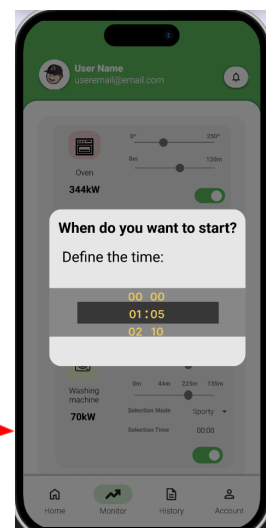 User Name
useremail@email.com
0° 250°
0m 120m
Oven
344kW
When do you want to start?
Define the time:
00 00
01:05
02 10
0m 44m 225m 135m
Washing
machine
70kW
Selection Mode Sporty
Selection Time 00:00
Home Monitor History Account